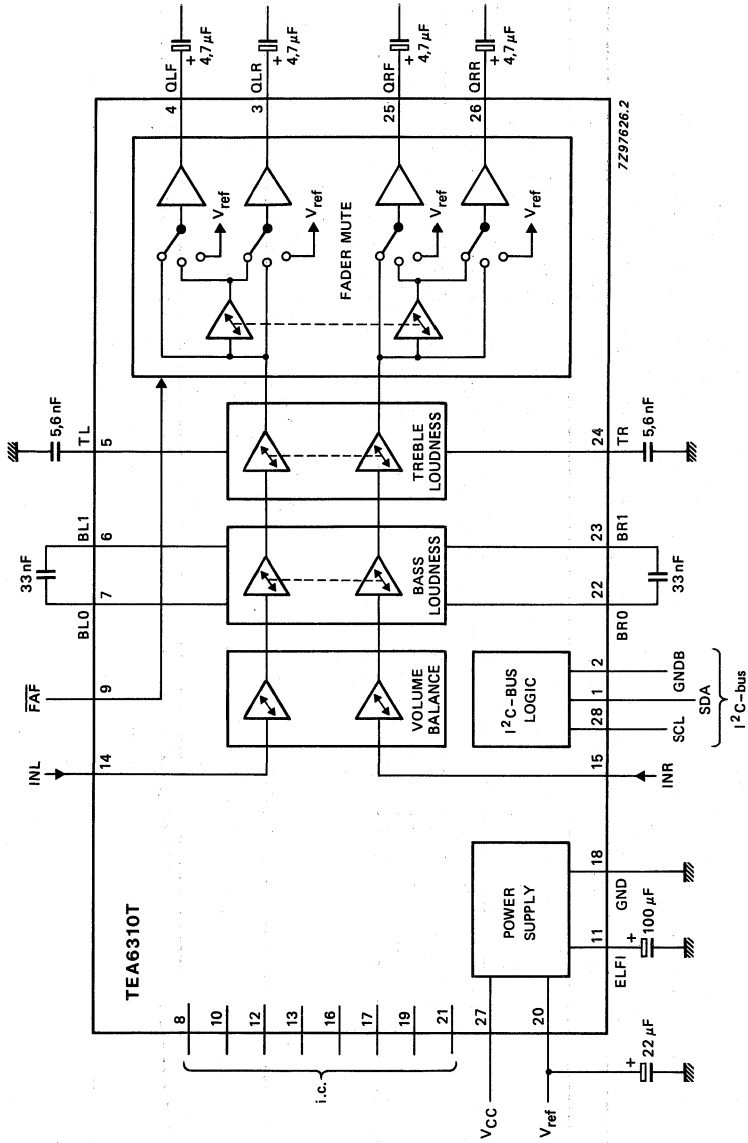 4 QLF
+
4,7 µF
3 QLR
+
4,7 µF
25 QRF
+
4,7 µF
26 QRR
+
4,7 µF
7Z97626.2
Vref
Vref
Vref
Vref
FADER MUTE
5,6 nF
TL
5
TREBLE
LOUDNESS
24
TR
5,6 nF
33 nF
BL1
6
7
BL0
BASS
LOUDNESS
23
BR1
22
BR0
33 nF
FAF
9
VOLUME
BALANCE
I²C-BUS
LOGIC
2
GNDB
1
SDA
28
SCL
I²C-bus
INL
14
15
INR
TEA6310T
POWER
SUPPLY
18
GND
11
ELFI
+
100 µF
8
10
12
13
16
17
19
21
i.c.
27
VCC
20
Vref
+
22 µF